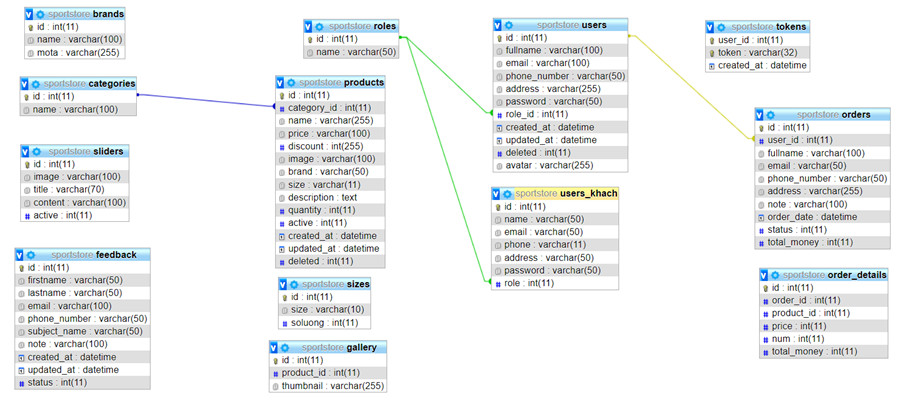 sportstore brands
id : int(11)
name : varchar(100)
mota : varchar(255)
sportstore categories
id : int(11)
name : varchar(100)
sportstore sliders
id : int(11)
image : varchar(100)
title : varchar(70)
content : varchar(100)
active : int(11)
sportstore feedback
id : int(11)
firstname : varchar(50)
lastname : varchar(50)
email : varchar(100)
phone_number : varchar(50)
subject_name : varchar(50)
note : varchar(100)
created_at : datetime
updated_at : datetime
status : int(11)
sportstore roles
id : int(11)
name : varchar(50)
sportstore products
id : int(11)
category_id : int(11)
name : varchar(255)
price : varchar(100)
discount : int(255)
image : varchar(100)
brand : varchar(50)
size : varchar(11)
description : text
quantity : int(11)
active : int(11)
created_at : datetime
updated_at : datetime
deleted : int(11)
sportstore sizes
id : int(11)
size : varchar(10)
soluong : int(11)
sportstore gallery
id : int(11)
product_id : int(11)
thumbnail : varchar(255)
sportstore users
id : int(11)
fullname : varchar(100)
email : varchar(100)
phone_number : varchar(50)
address : varchar(255)
password : varchar(50)
role_id : int(11)
created_at : datetime
updated_at : datetime
deleted : int(11)
avatar : varchar(255)
sportstore users_khach
id : int(11)
name : varchar(50)
email : varchar(50)
phone : varchar(11)
address : varchar(50)
password : varchar(50)
role : int(11)
sportstore tokens
user_id : int(11)
token : varchar(32)
created_at : datetime
sportstore orders
id : int(11)
user_id : int(11)
fullname : varchar(100)
email : varchar(50)
phone_number : varchar(50)
address : varchar(255)
note : varchar(100)
order_date : datetime
status : int(11)
total_money : int(11)
sportstore order_details
id : int(11)
order_id : int(11)
product_id : int(11)
price : int(11)
num : int(11)
total_money : int(11)